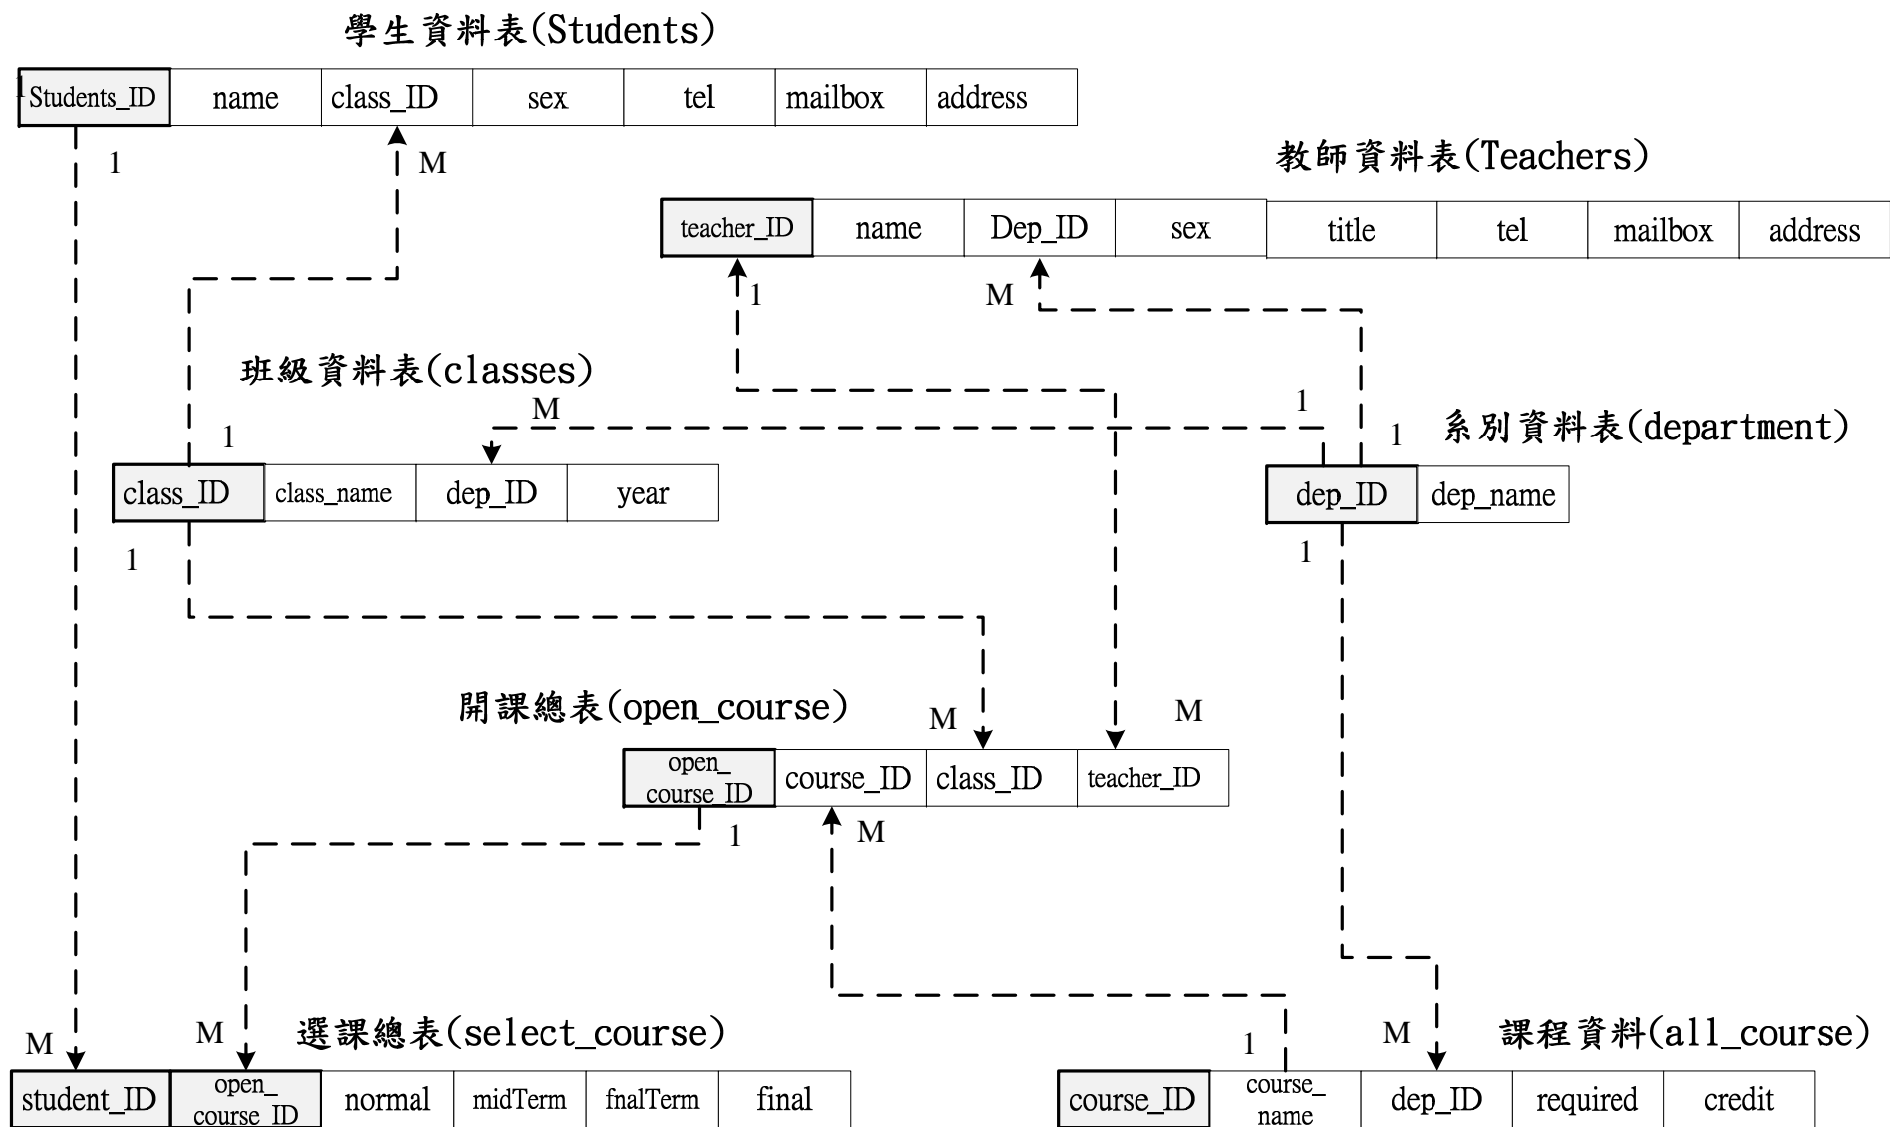 學生資料表(Students)
1
Students_ID name class_ID sex tel mailbox address
1 M
教師資料表(Teachers)
teacher_ID name Dep_ID sex title tel mailbox address
1 M
班級資料表(classes)
M 1
系別資料表(department)
1 1
class_ID class_name dep_ID year
dep_ID dep_name
1 1
開課總表(open_course)
M M
open_
course_ID course_ID class_ID teacher_ID
1 M
選課總表(select_course)
M M
課程資料(all_course)
1 M
student_ID open_
course_ID normal midTerm fnalTerm final
course_ID course_
name dep_ID required credit